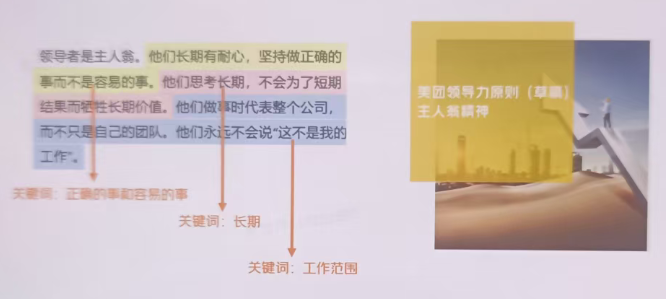 领导者是主人翁。他们长期有耐心，坚持做正确的
事而不是容易的事。他们思考长期，不会为了短期
结果而牺牲长期价值。他们做事时代表整个公司，
而不只是自己的团队。他们永远不会说“这不是我的
工作”。
关键词：正确的事和容易的事
关键词：长期
关键词：工作范围
美团领导力原则（草案）
主人翁精神